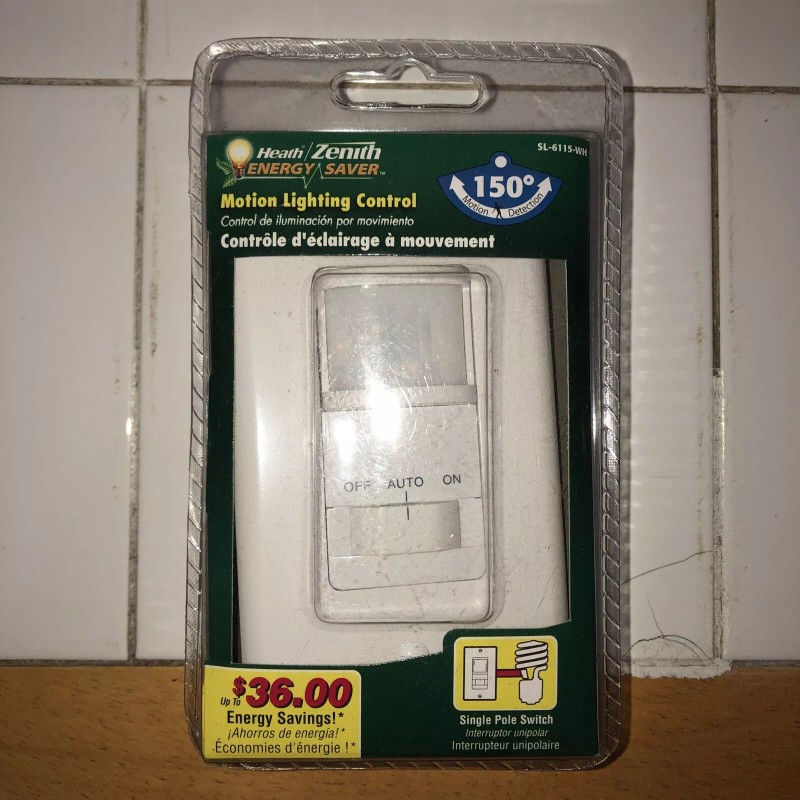 Heath/Zenith
ENERGY SAVER™
SL-6115-WH
150°
Motion Detection
Motion Lighting Control
Control de iluminación por movimiento
Contrôle d'éclairage à mouvement
OFF AUTO ON
Up To $36.00
Energy Savings!*
¡Ahorros de energía!*
Économies d'énergie !*
Single Pole Switch
Interruptor unipolar
Interrupteur unipolaire